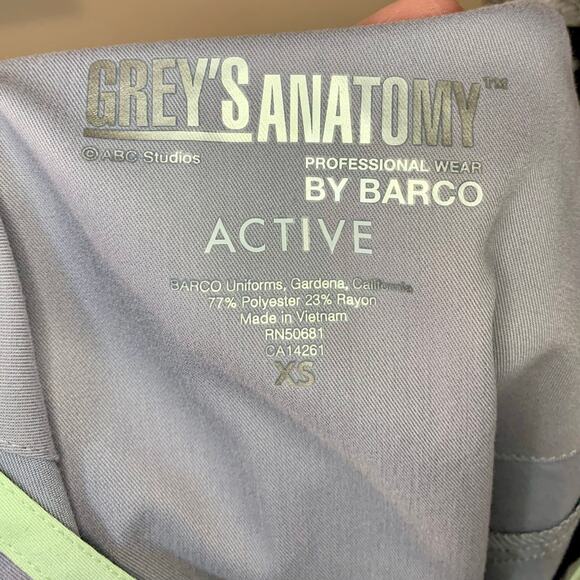 GREY'S ANATOMY™
© ABC Studios
PROFESSIONAL WEAR
BY BARCO
ACTIVE
BARCO Uniforms, Gardena, California
77% Polyester 23% Rayon
Made in Vietnam
RN50681
CA14261
XS